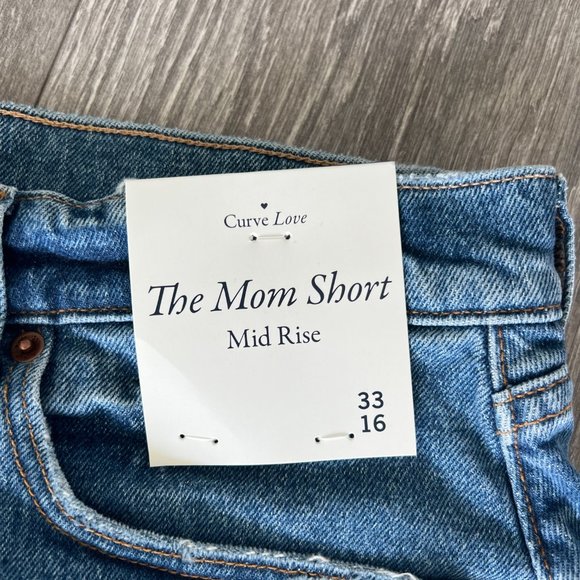 Curve Love
The Mom Short
Mid Rise
33
16